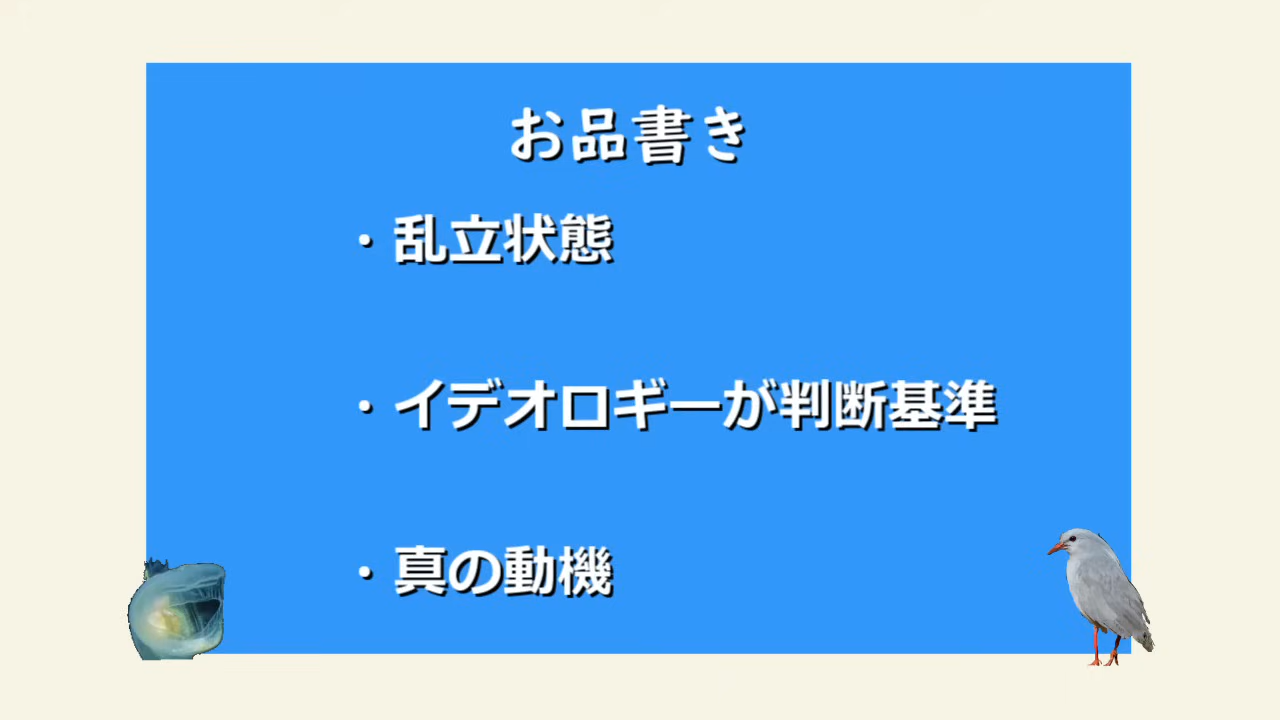 お品書き
・乱立状態
・イデオロギーが判断基準
・真の動機